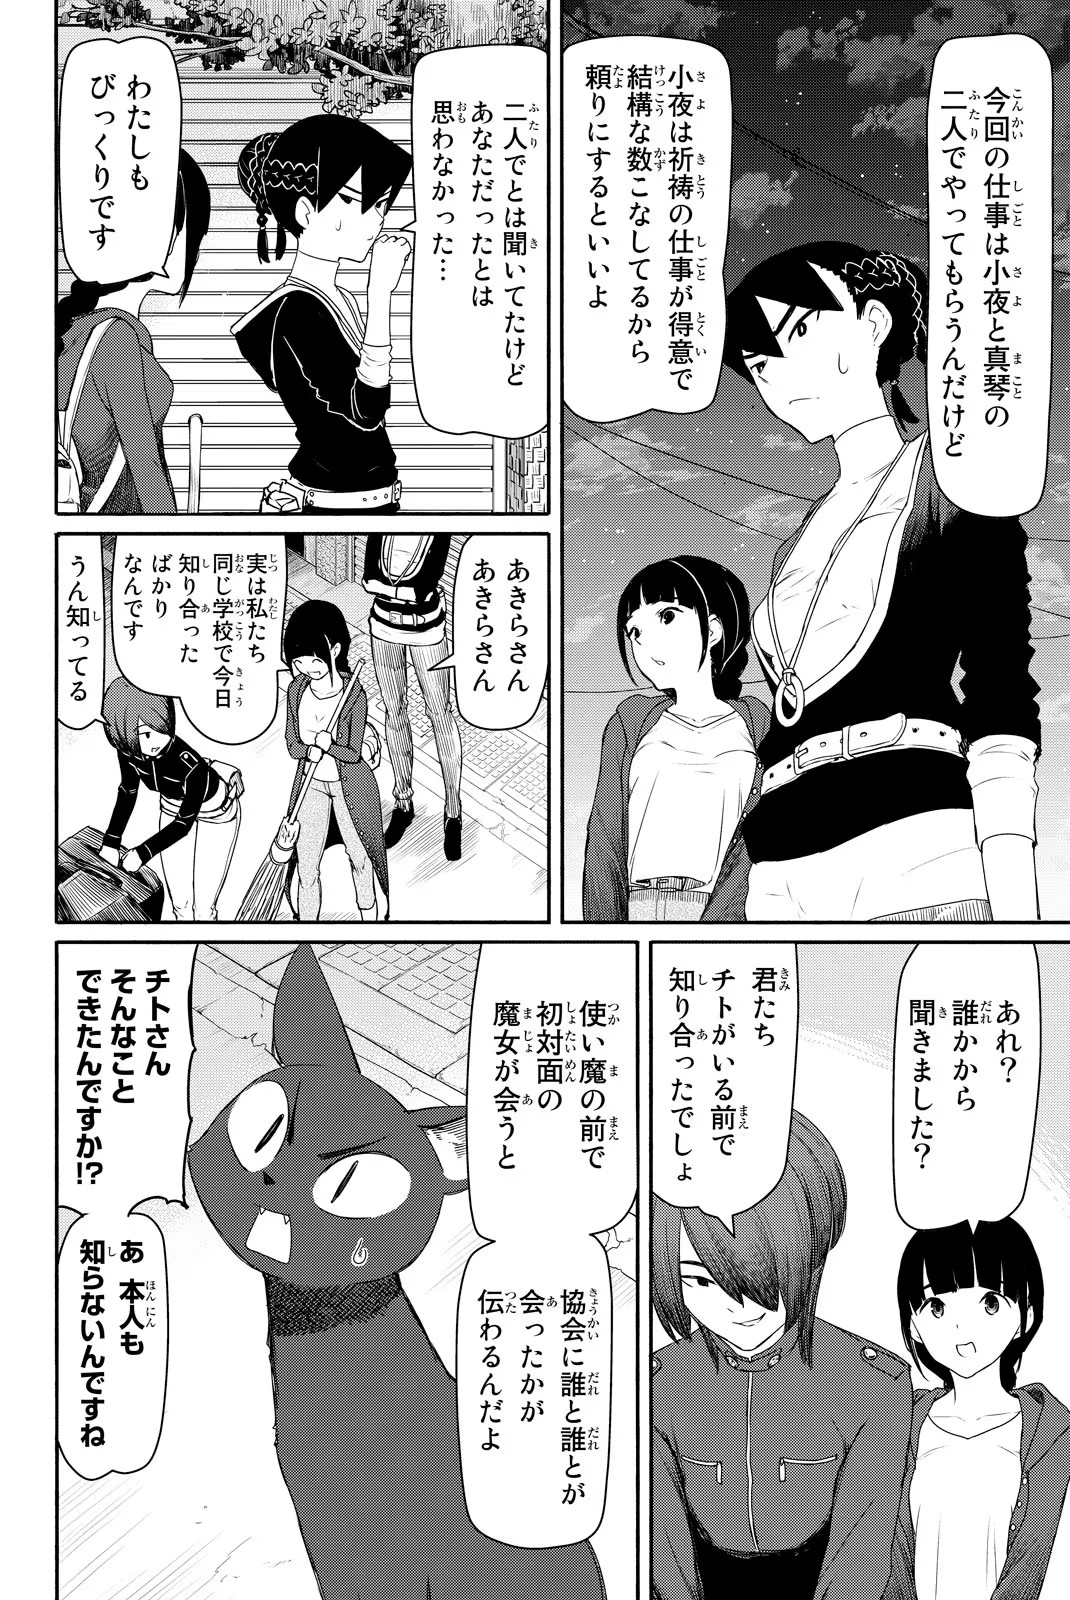 今回の仕事は小夜と真琴の
二人でやってもらうんだけど
小夜は祈祷の仕事が得意で
結構な数こなしてるから
頼りにするといいよ
二人でとは聞いてたけど
あなただったとは
思わなかった…
わたしも
びっくりです
あきらさん
あきらさん
実は私たち
同じ学校で今日
知り合った
ばかり
なんです
うん知ってる
あれ?
誰かから
聞きました?
君たち
チトがいる前で
知り合ったでしょ
使い魔の前で
初対面の
魔女が会うと
協会に誰と誰とが
会ったかが
伝わるんだよ
チトさん
そんなこと
できたんですか!?
あ 本人も
知らないんですね